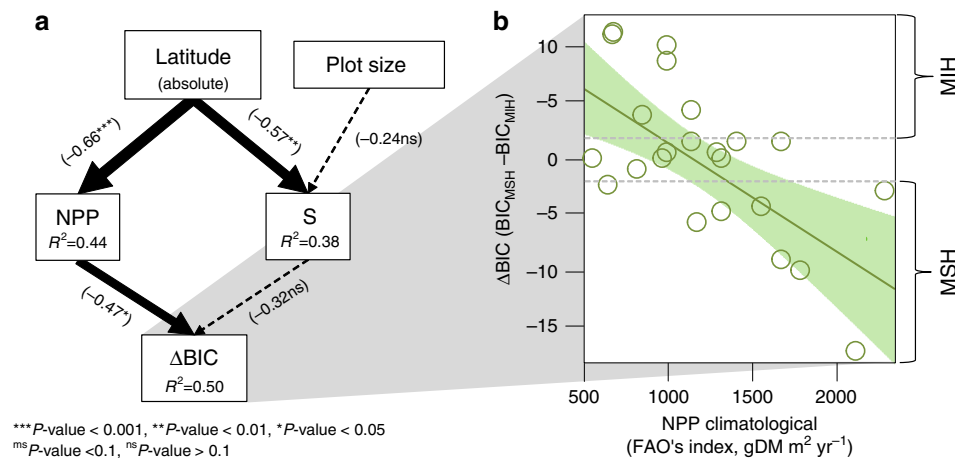 a
Latitude
(absolute)
Plot size
(−0.66***)
(−0.57**)
(−0.24ns)
NPP
R²=0.44
S
R²=0.38
(−0.47*)
(−0.32ns)
ΔBIC
R²=0.50
***P-value < 0.001, **P-value < 0.01, *P-value < 0.05
ᵐˢP-value <0.1, ⁿˢP-value > 0.1
b
ΔBIC (BIC_MSH −BIC_MIH)
10
−5
0
−5
−10
−15
500
1000
1500
2000
NPP climatological
(FAO's index, gDM m² yr⁻¹)
MIH
MSH